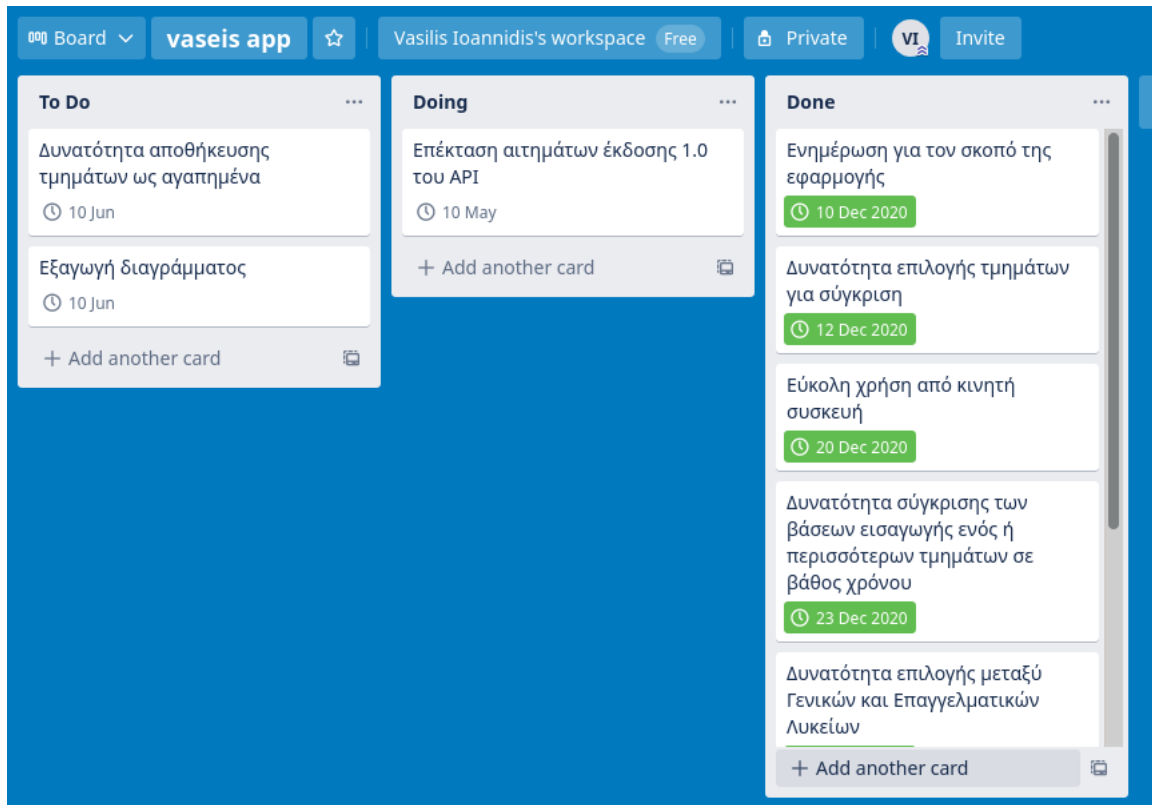 Board
vaseis app
Vasilis Ioannidis's workspace Free
Private
VI
Invite
To Do
Δυνατότητα αποθήκευσης
τμημάτων ως αγαπημένα
10 Jun
Εξαγωγή διαγράμματος
10 Jun
+ Add another card
Doing
Επέκταση αιτημάτων έκδοσης 1.0
του API
10 May
+ Add another card
Done
Ενημέρωση για τον σκοπό της
εφαρμογής
10 Dec 2020
Δυνατότητα επιλογής τμημάτων
για σύγκριση
12 Dec 2020
Εύκολη χρήση από κινητή
συσκευή
20 Dec 2020
Δυνατότητα σύγκρισης των
βάσεων εισαγωγής ενός ή
περισσότερων τμημάτων σε
βάθος χρόνου
23 Dec 2020
Δυνατότητα επιλογής μεταξύ
Γενικών και Επαγγελματικών
Λυκείων
+ Add another card